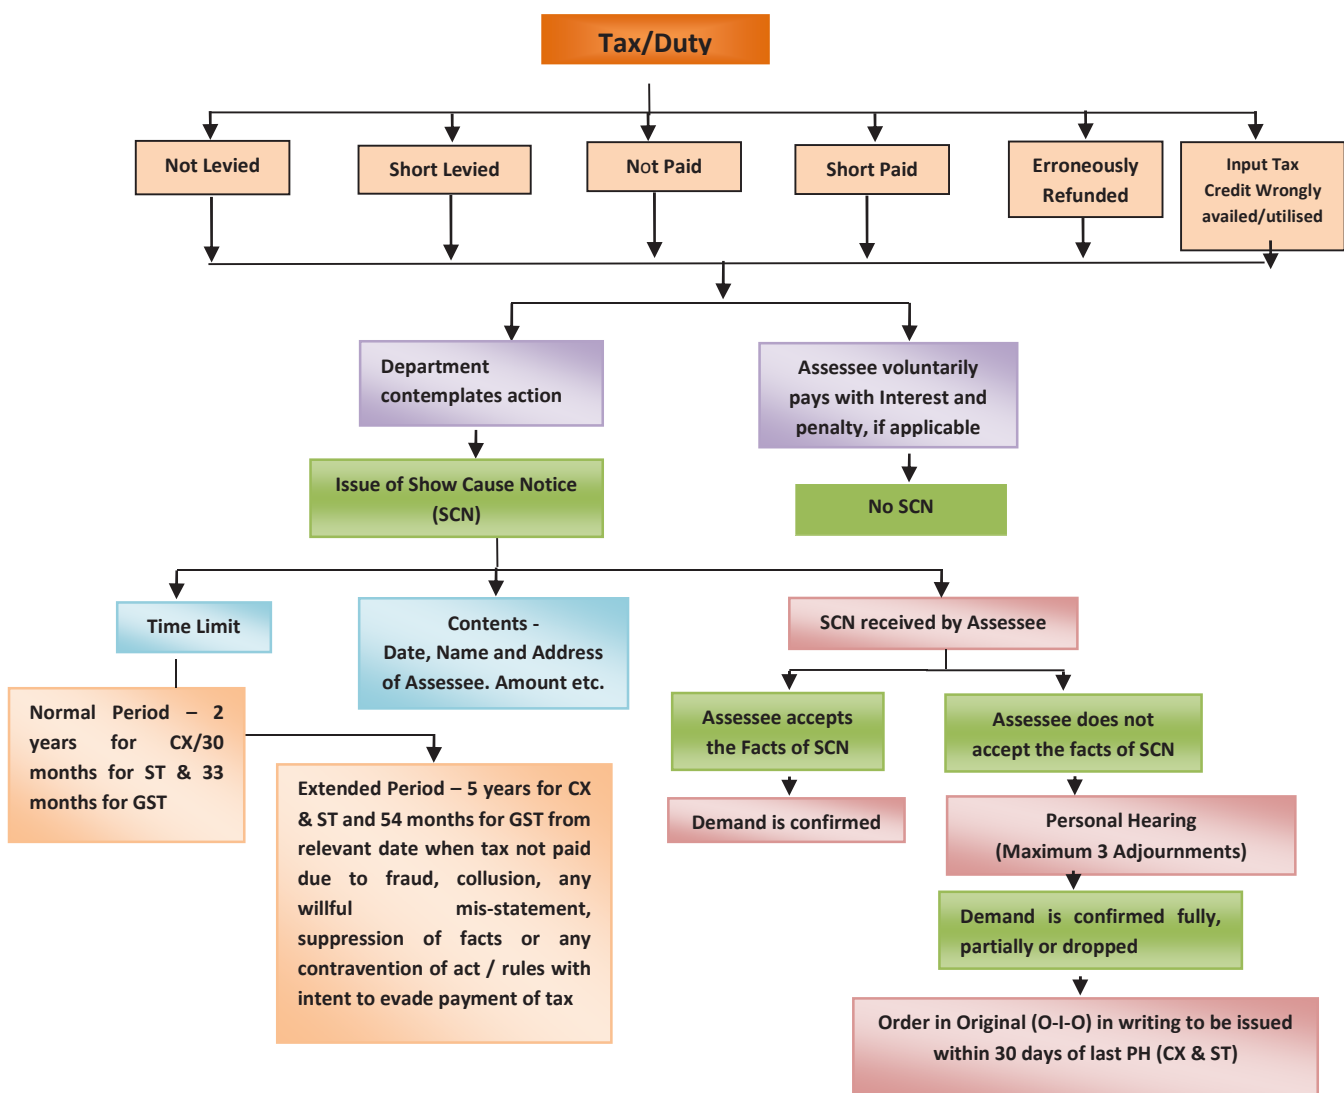 Tax/Duty
Not Levied
Short Levied
Not Paid
Short Paid
Erroneously
Refunded
Input Tax
Credit Wrongly
availed/utilised
Department
contemplates action
Assessee voluntarily
pays with Interest and
penalty, if applicable
Issue of Show Cause Notice
(SCN)
No SCN
Time Limit
Contents -
Date, Name and Address
of Assessee. Amount etc.
SCN received by Assessee
Normal Period – 2
years for CX/30
months for ST & 33
months for GST
Extended Period – 5 years for CX
& ST and 54 months for GST from
relevant date when tax not paid
due to fraud, collusion, any
willful mis-statement,
suppression of facts or any
contravention of act / rules with
intent to evade payment of tax
Assessee accepts
the Facts of SCN
Assessee does not
accept the facts of SCN
Demand is confirmed
Personal Hearing
(Maximum 3 Adjournments)
Demand is confirmed fully,
partially or dropped
Order in Original (O-I-O) in writing to be issued
within 30 days of last PH (CX & ST)